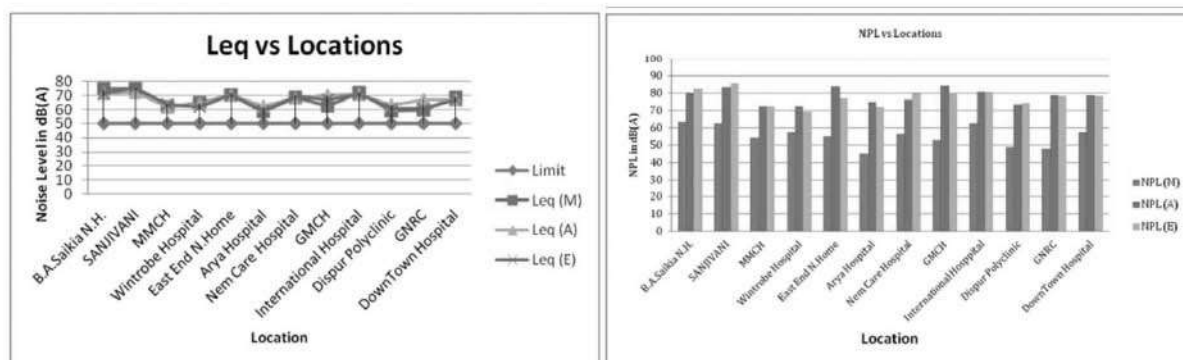 Leq vs Locations
Noise Level in dB(A)
80
70
60
50
40
30
20
10
0
Limit
Leq (M)
Leq (A)
Leq (E)
B.A.Saikia N.H.
SANJIVANI
MMCH
Wintrobe Hospital
East End N.Home
Arya Hospital
Nem Care Hospital
GMCH
International Hospital
Dispur Polyclinic
GNRC
DownTown Hospital
Location
NPL vs Locations
NPL in dB(A)
100
90
80
70
60
50
40
30
20
10
0
NPL(A)
NPL(E)
B.A.Saikia N.H.
SANJIVANI
MMCH
Wintrobe Hospital
East End N.Home
Arya Hoopital
Nem Care Hospital
GMCH
International Hospital
Dispur Polyclinic
GNRC
DownTown Hospital
Location